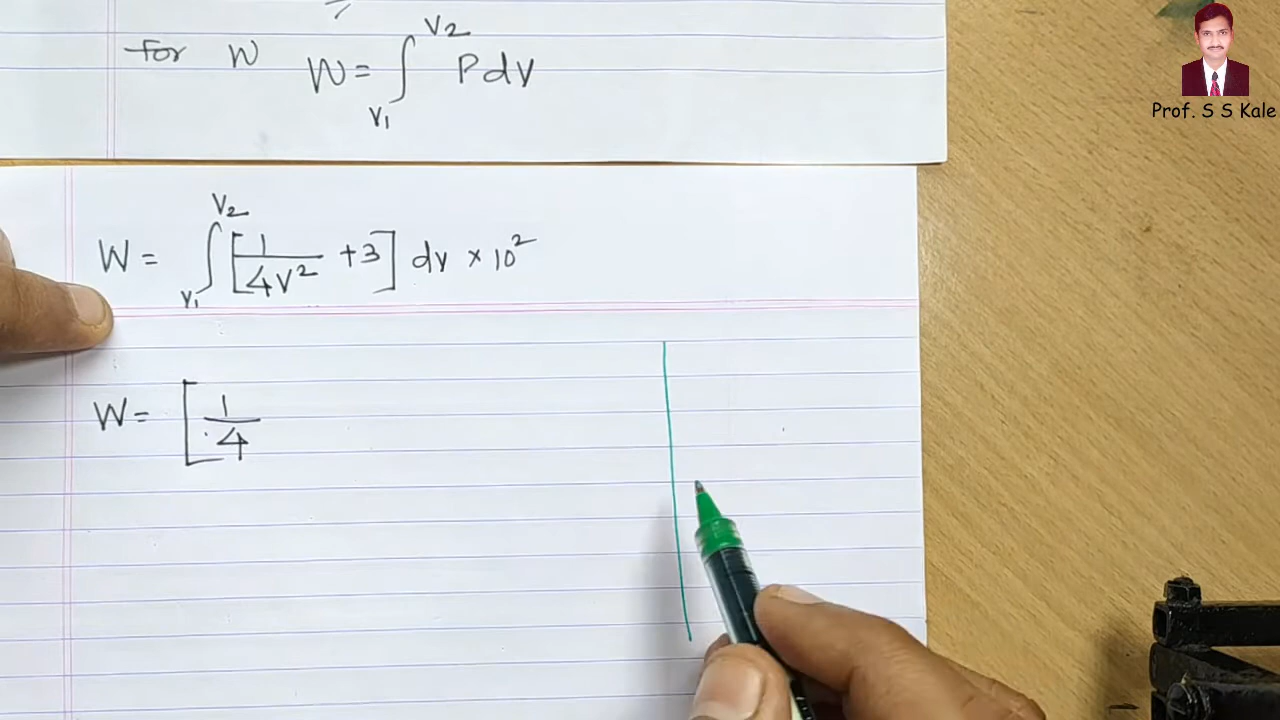 for W W = ∫ V1 V2 P dV
W = ∫ V1 V2 [ 1/4V² + 3 ] dv × 10²
W = [ 1/4
Prof. S S Kale